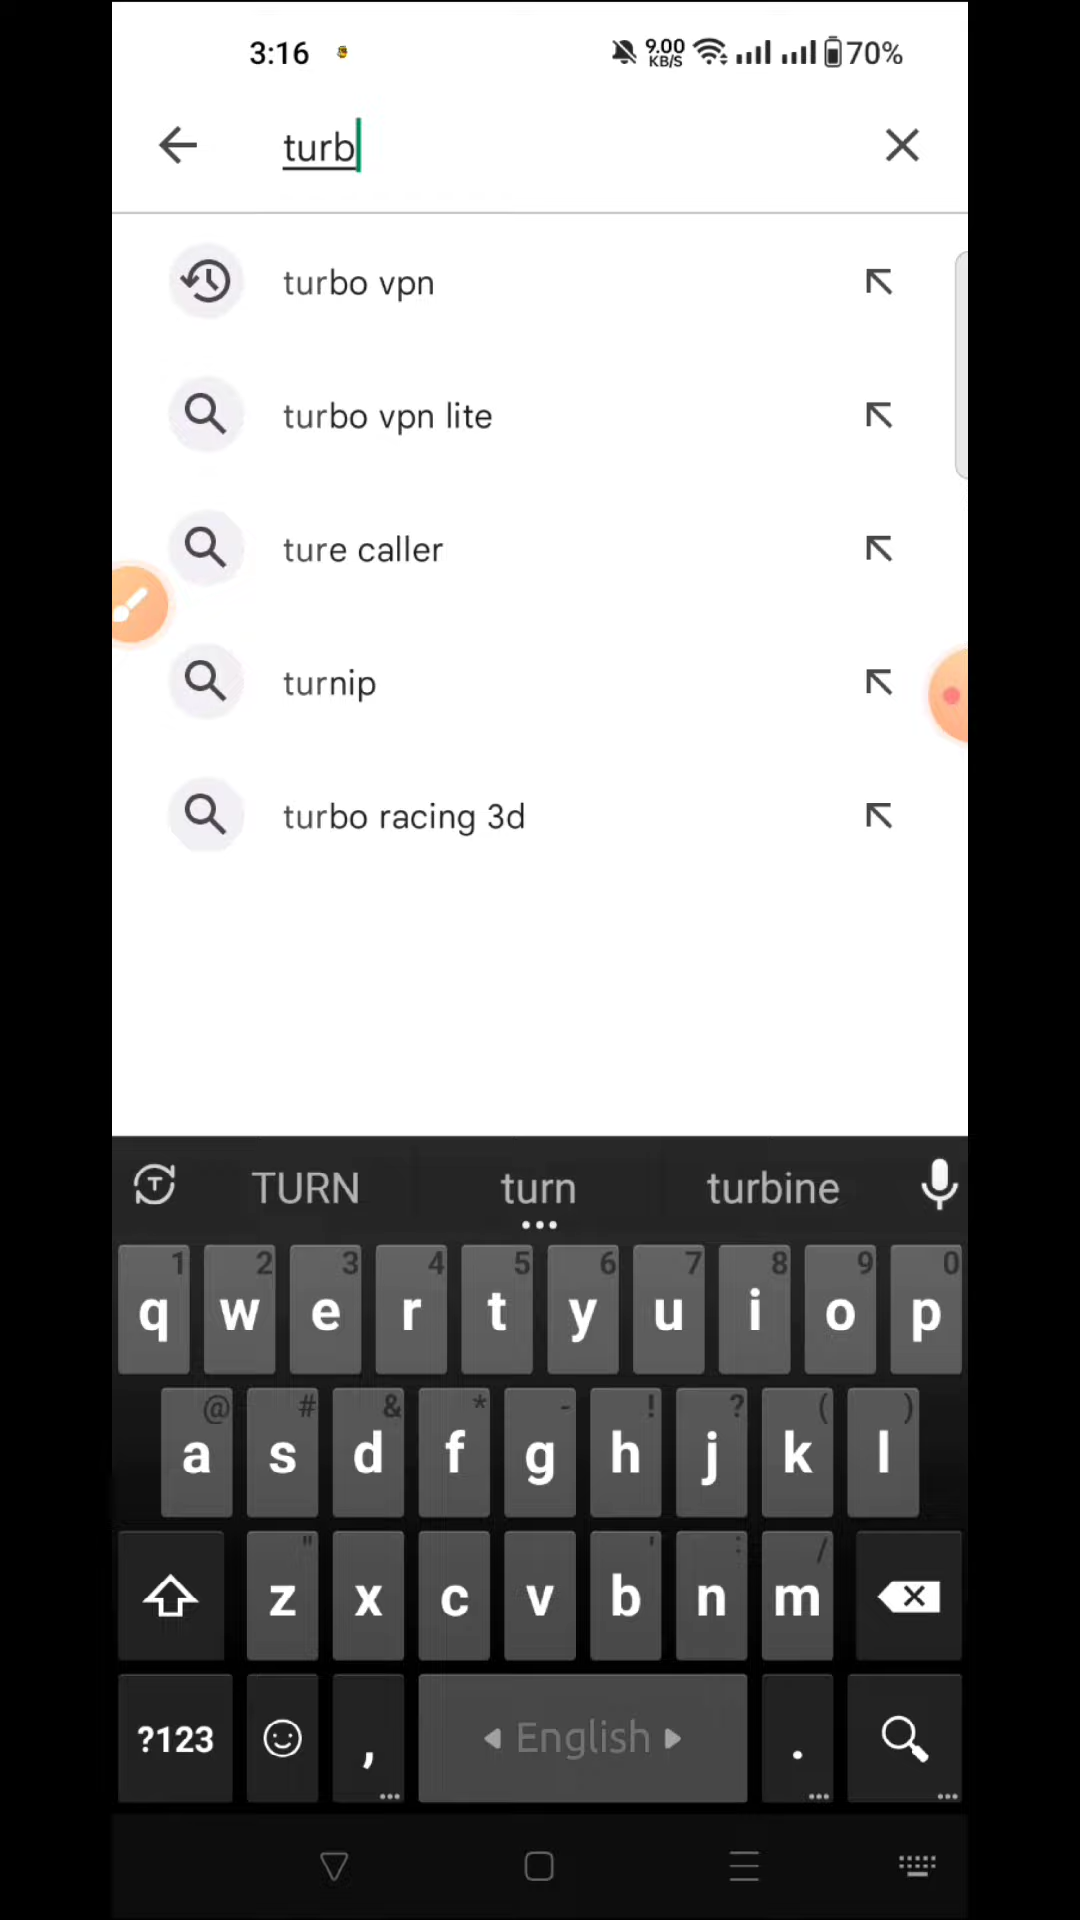 3:16 9.00 KB/S 70%
turb
turbo vpn
turbo vpn lite
ture caller
turnip
turbo racing 3d
T TURN turn turbine
1 2 3 4 5 6 7 8 9 0
q w e r t y u i o p
@ # & * - ! ? ( )
a s d f g h j k l
" ' : /
z x c v b n m
?123 , English .